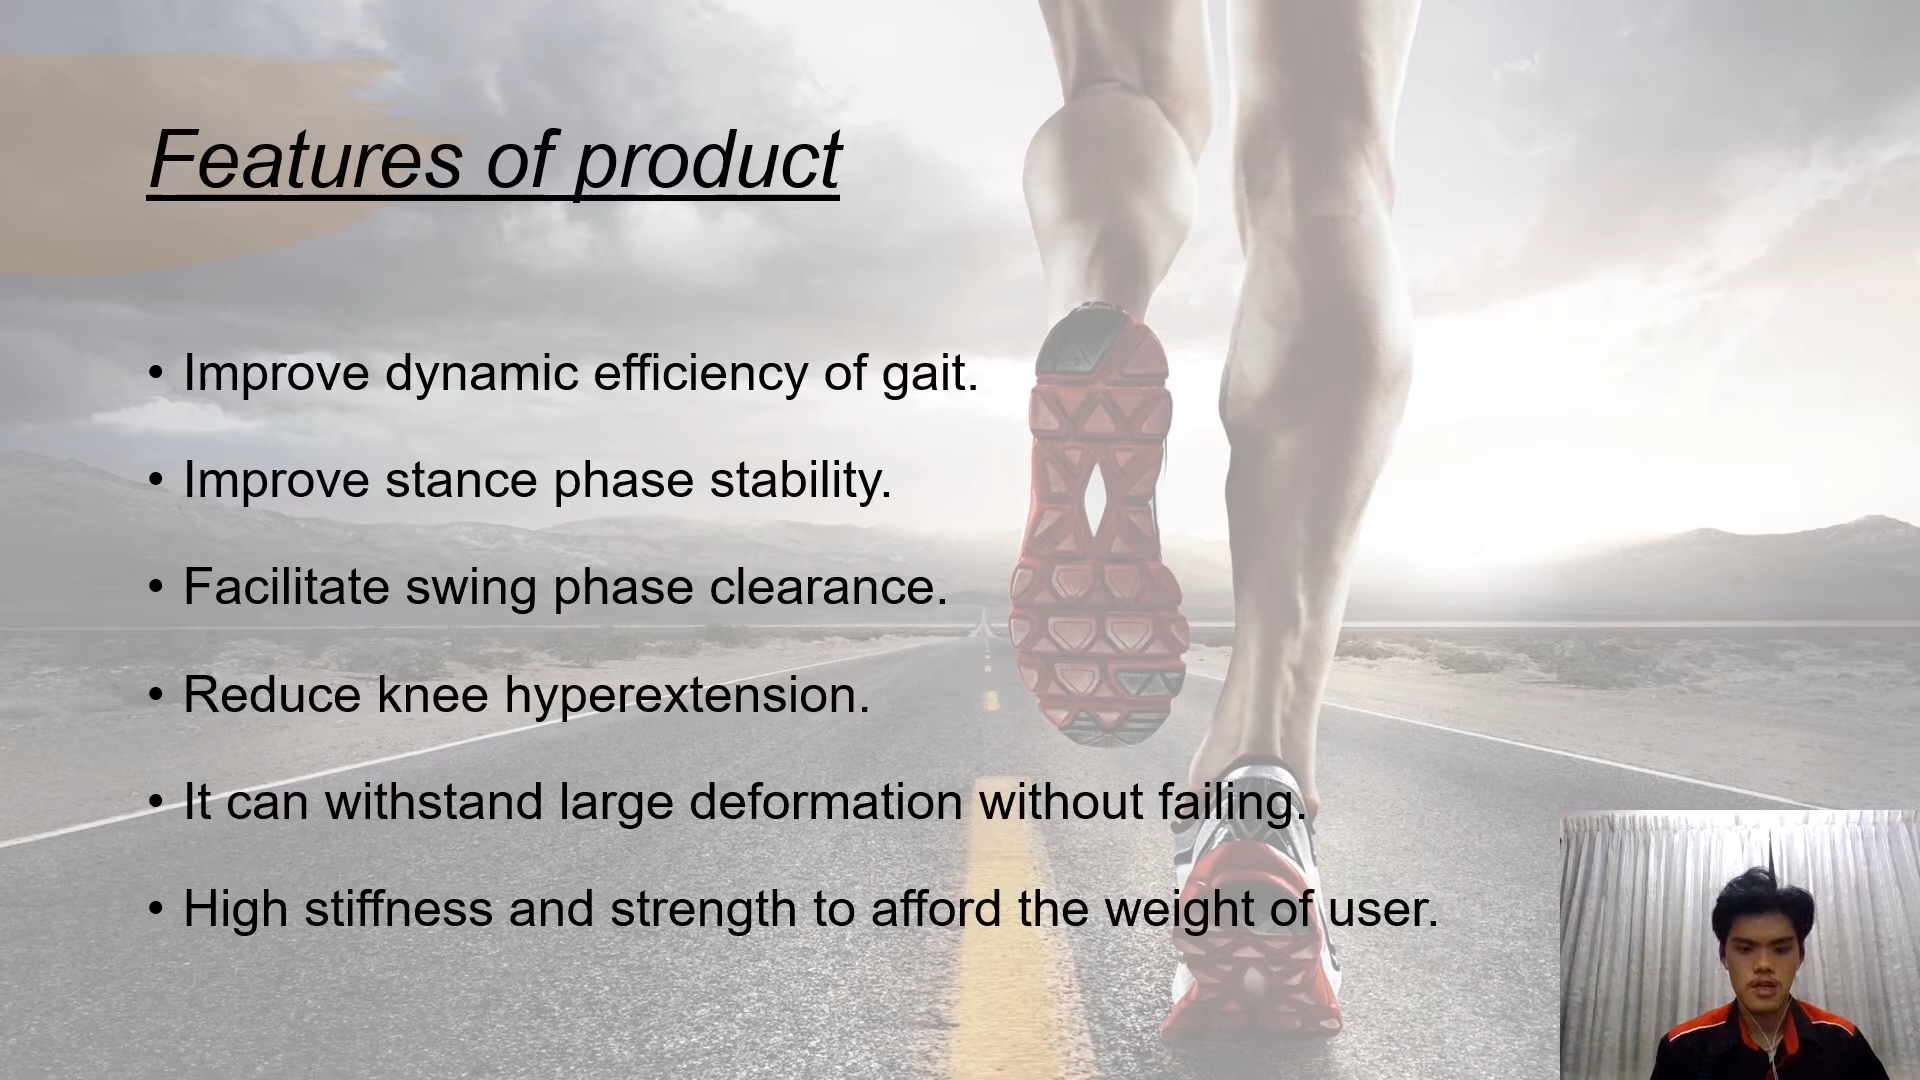 Features of product
• Improve dynamic efficiency of gait.
• Improve stance phase stability.
• Facilitate swing phase clearance.
• Reduce knee hyperextension.
• It can withstand large deformation without failing.
• High stiffness and strength to afford the weight of user.